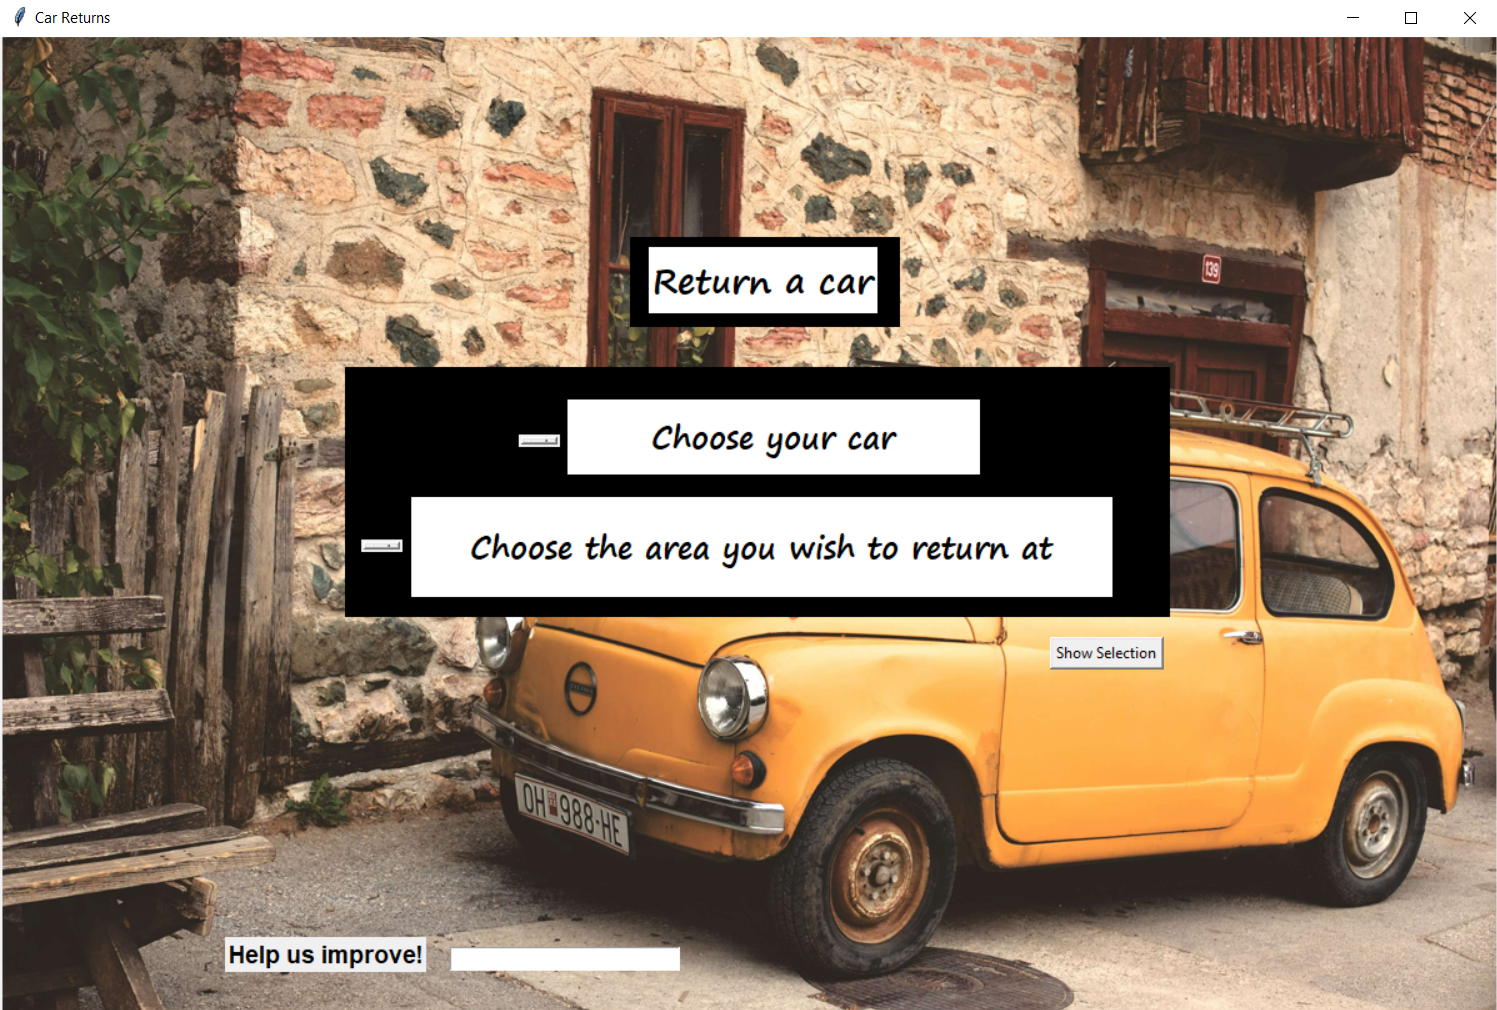 Car Returns
139
Return a car
Choose your car
Choose the area you wish to return at
Show Selection
OH 988-HE
Help us improve!